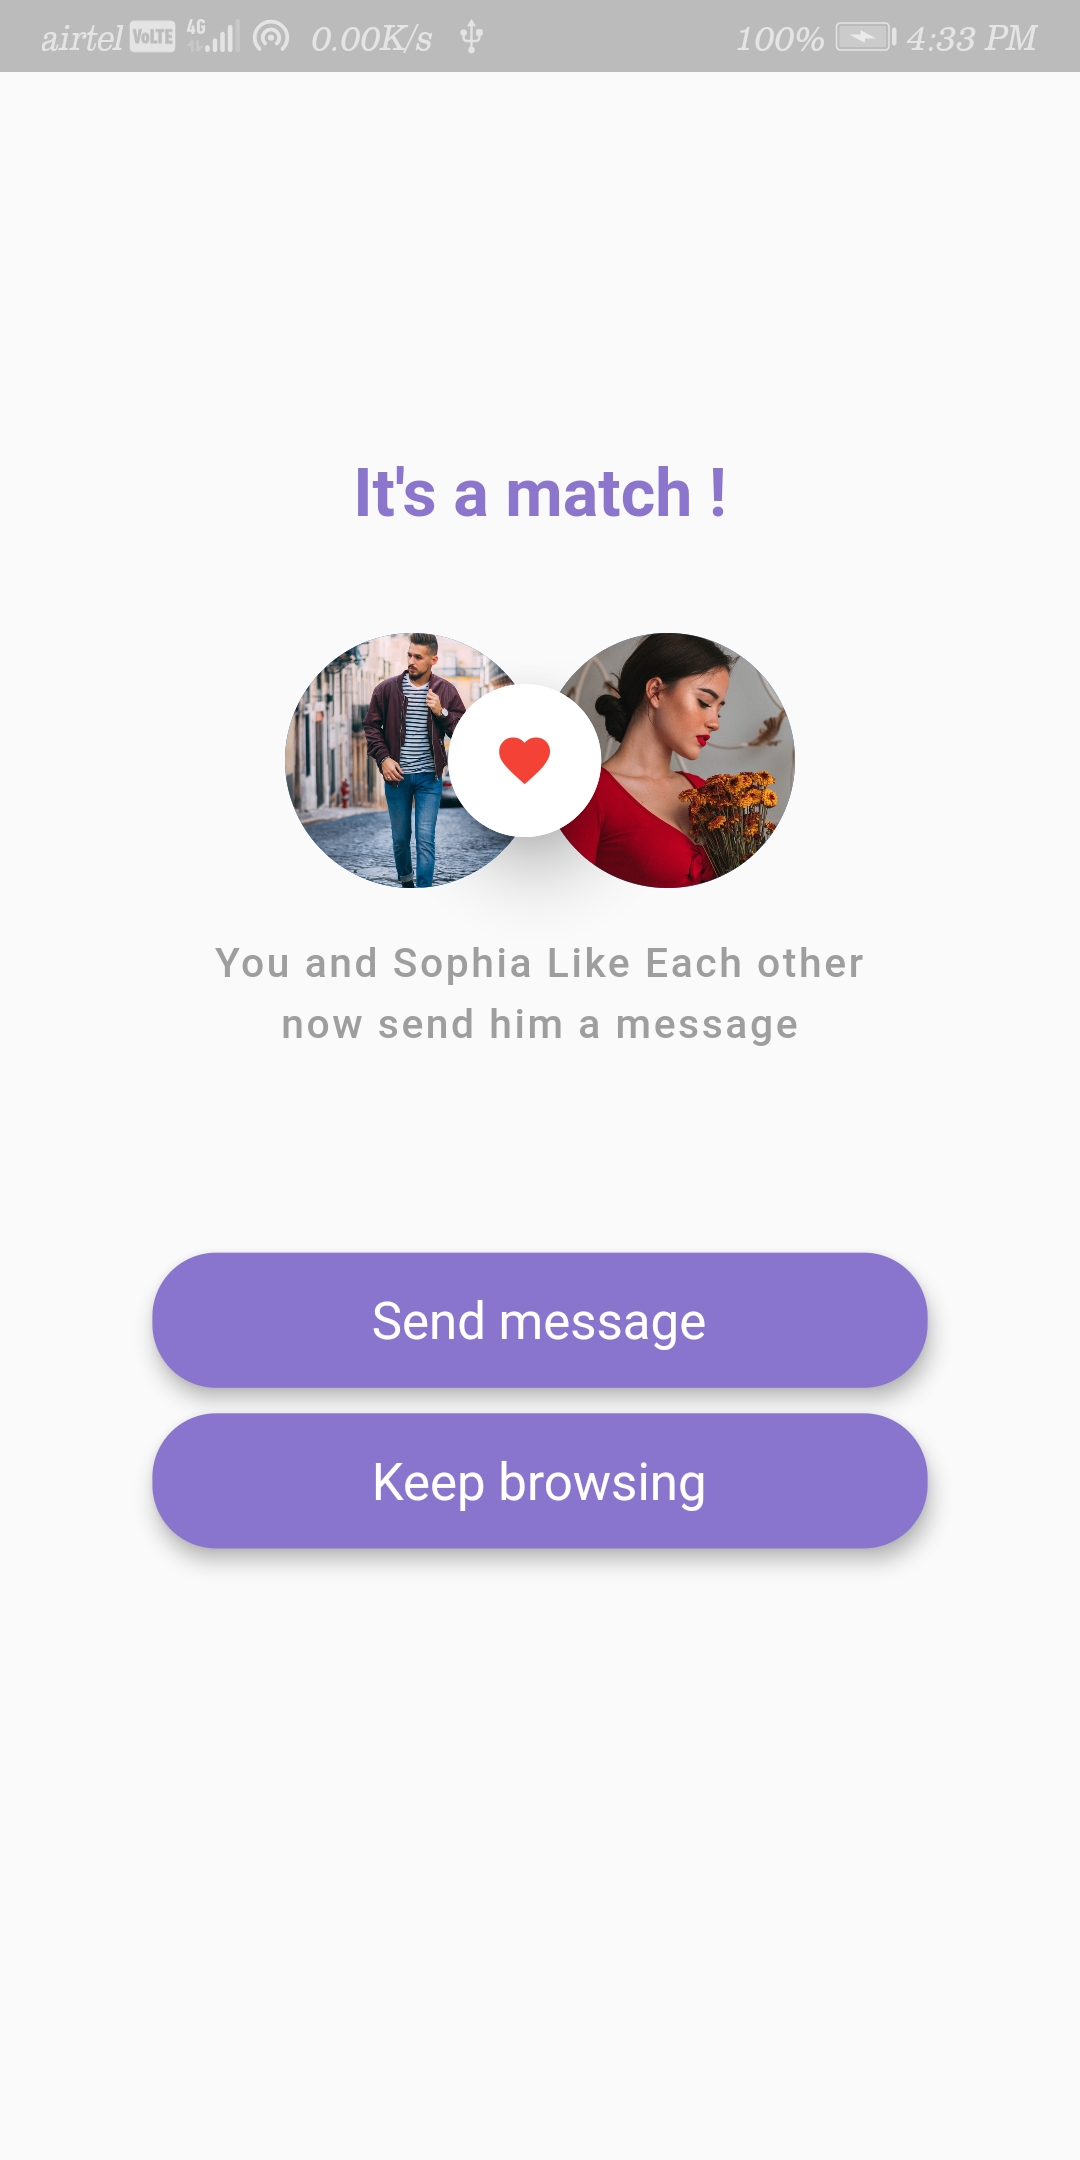 airtel VoLTE 4G 0.00K/s 100% 4:33 PM
It's a match !
You and Sophia Like Each other
now send him a message
Send message
Keep browsing